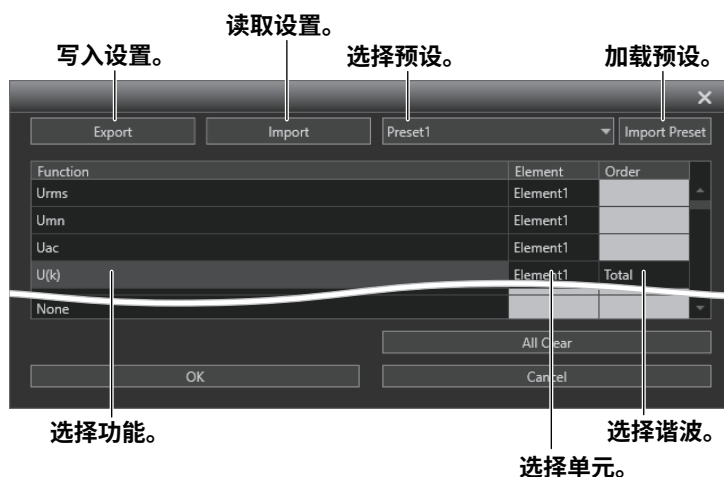 读取设置。
写入设置。
选择预设。
加载预设。
Export
Import
Preset1
Import Preset
Function
Element
Order
Urms
Element1
Umn
Element1
Uac
Element1
U(k)
Element1
Total
None
All Clear
OK
Cancel
选择功能。
选择谐波。
选择单元。